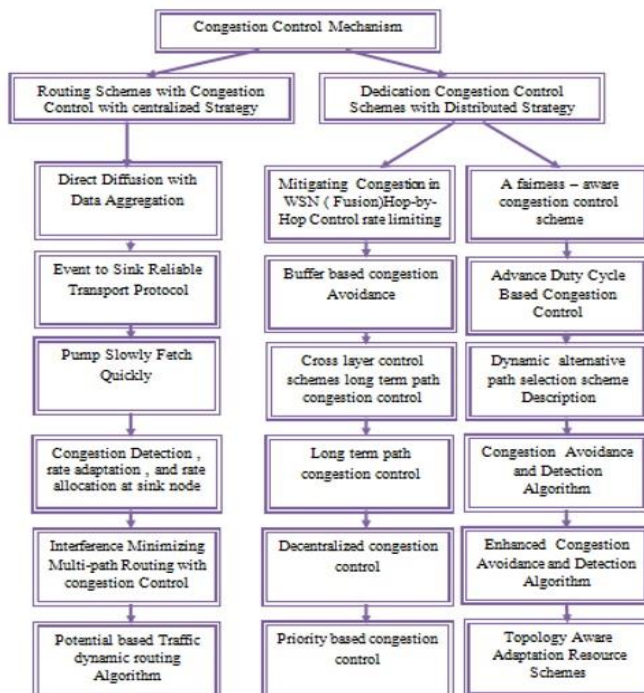 Congestion Control Mechanism
Routing Schemes with Congestion
Control with centralized Strategy
Dedication Congestion Control
Schemes with Distributed Strategy
Direct Diffusion with
Data Aggregation
Event to Sink Reliable
Transport Protocol
Pump Slowly Fetch
Quickly
Congestion Detection ,
rate adaptation , and rate
allocation at sink node
Interference Minimizing
Multi-path Routing with
congestion Control
Potential based Traffic
dynamic routing
Algorithm
Mitigating Congestion in
WSN ( Fusion)Hop-by-
Hop Control rate limiting
Buffer based congestion
Avoidance
Cross layer control
schemes long term path
congestion control
Long term path
congestion control
Decentralized congestion
control
Priority based congestion
control
A fairness – aware
congestion control
scheme
Advance Duty Cycle
Based Congestion
Control
Dynamic alternative
path selection scheme
Description
Congestion Avoidance
and Detection
Algorithm
Enhanced Congestion
Avoidance and Detection
Algorithm
Topology Aware
Adaptation Resource
Schemes